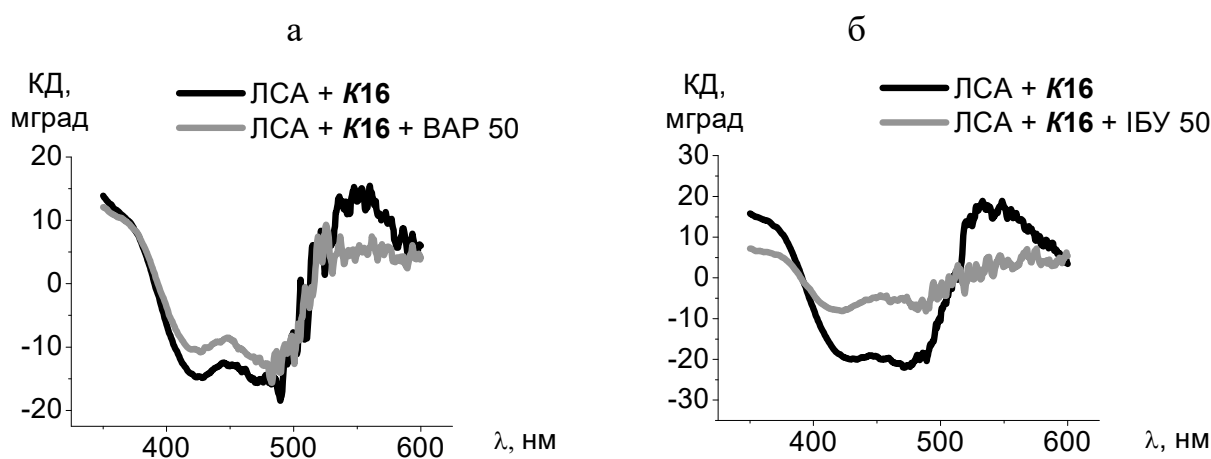 а
КД,
мград
ЛСА + К16
ЛСА + К16 + ВАР 50
20
10
0
-10
-20
400
500
600
λ, нм
б
КД,
мград
ЛСА + К16
ЛСА + К16 + ІБУ 50
30
20
10
0
-10
-20
-30
400
500
600
λ, нм